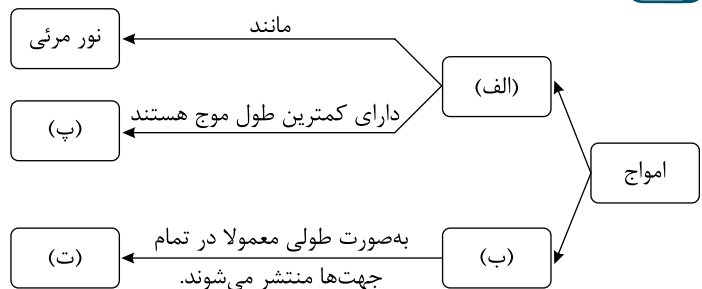 مانند
نور مرئی
(الف)
دارای کمترین طول موج هستند
(پ)
امواج
به‌صورت طولی معمولا در تمام
جهت‌ها منتشر می‌شوند.
(ب)
(ت)